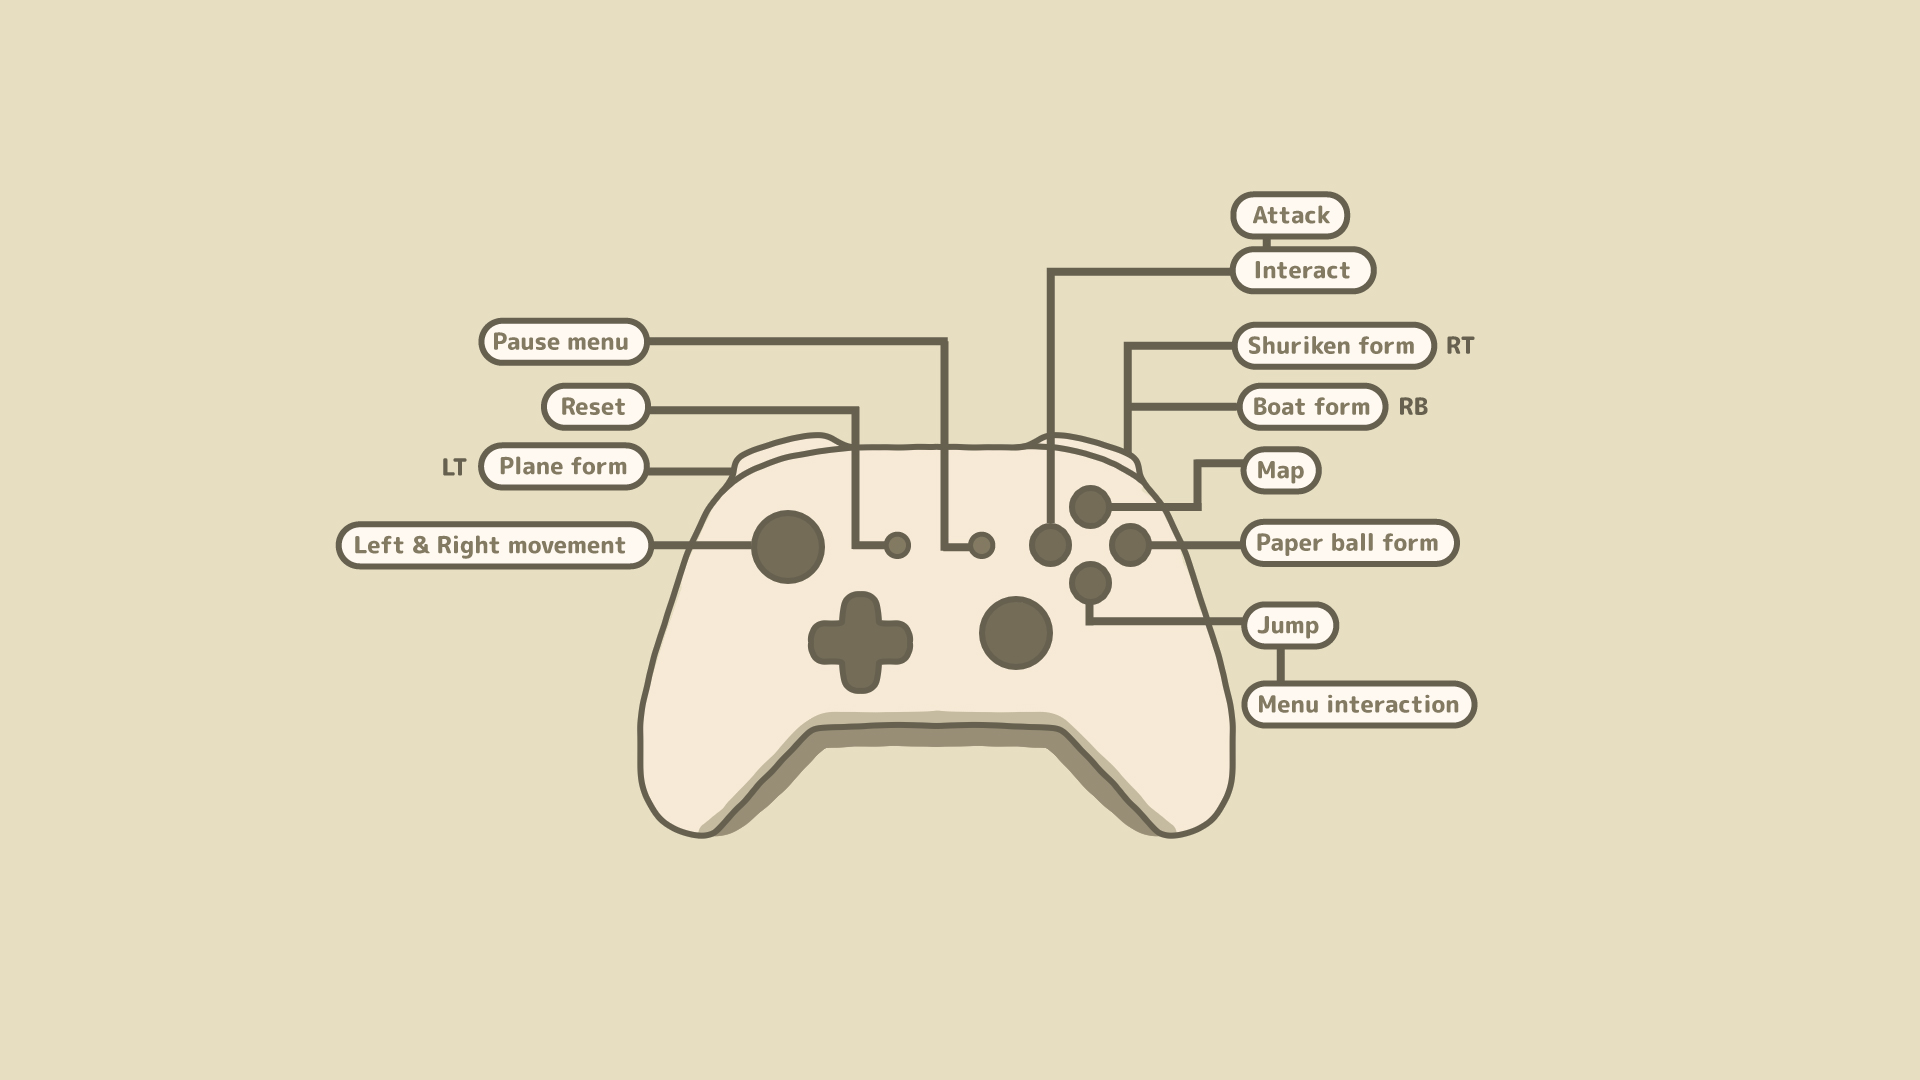 Attack
Interact
Pause menu
Shuriken form RT
Reset
Boat form RB
LT Plane form
Map
Left & Right movement
Paper ball form
Jump
Menu interaction